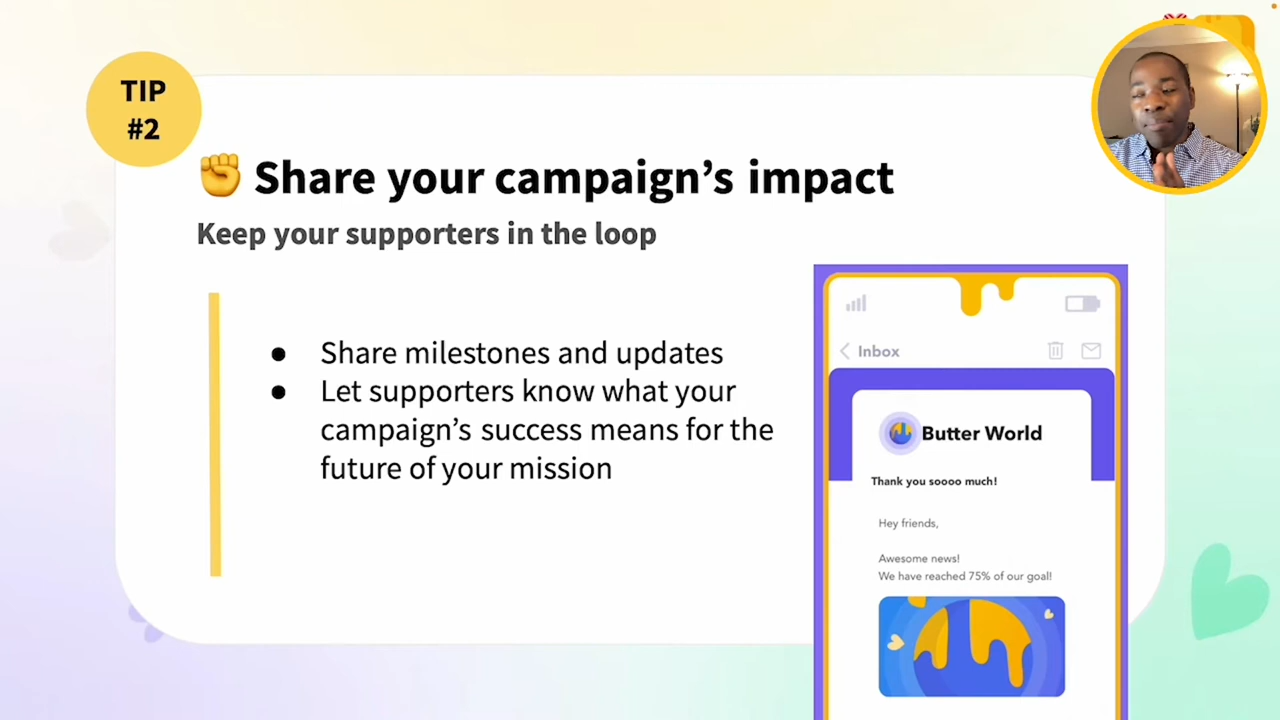 TIP
#2
Share your campaign’s impact
Keep your supporters in the loop
● Share milestones and updates
● Let supporters know what your
campaign’s success means for the
future of your mission
Inbox
Butter World
Thank you soooo much!
Hey friends,
Awesome news!
We have reached 75% of our goal!